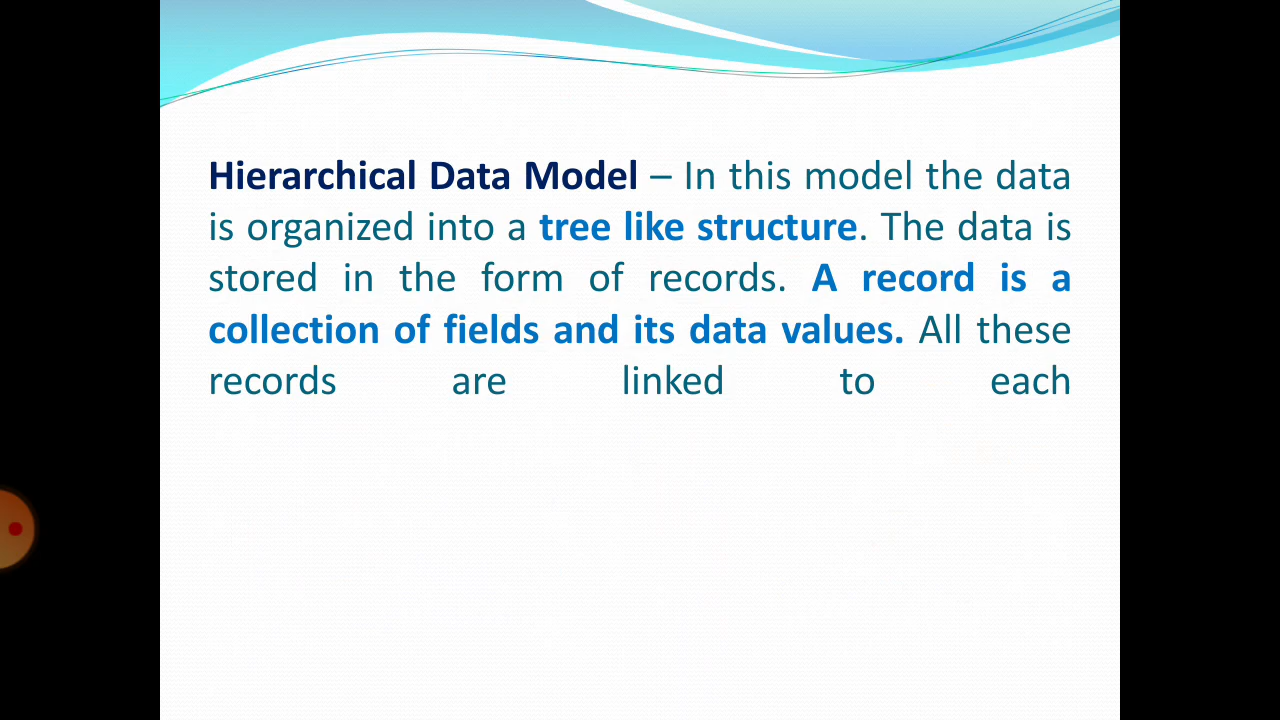 Hierarchical Data Model – In this model the data
is organized into a tree like structure. The data is
stored in the form of records. A record is a
collection of fields and its data values. All these
records are linked to each